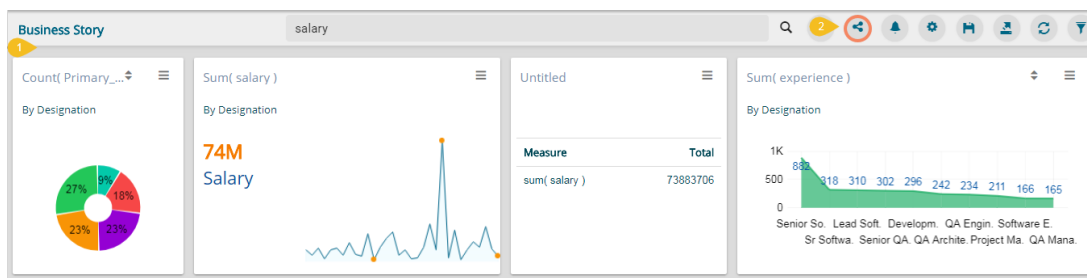 Business Story
salary
2
1
Count( Primary_...
By Designation
9%
18%
23%
23%
27%
Sum( salary )
By Designation
74M
Salary
Untitled
Measure Total
sum( salary ) 73883706
Sum( experience )
By Designation
1K
500
0
882 318 310 302 296 242 234 211 166 165
Senior So. Lead Soft. Developm. QA Engin. Software E.
Sr Softwa. Senior QA. QA Archite. Project Ma. QA Mana.